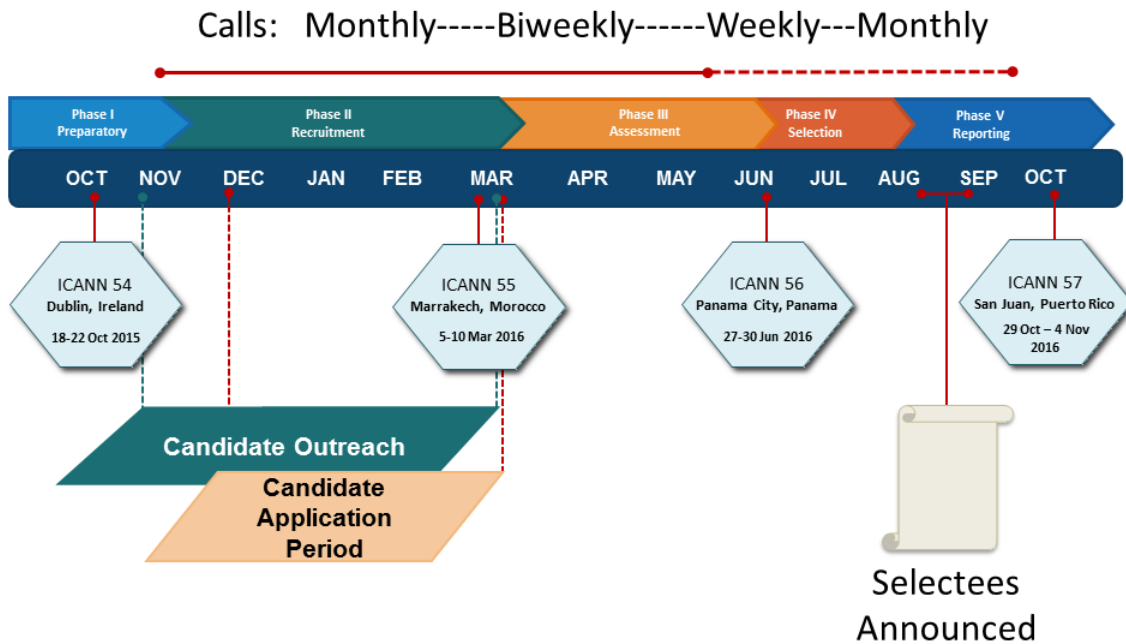 Calls: Monthly-----Biweekly------Weekly---Monthly
Phase I
Preparatory
Phase II
Recruitment
Phase III
Assessment
Phase IV
Selection
Phase V
Reporting
OCT NOV DEC JAN FEB MAR APR MAY JUN JUL AUG SEP OCT
ICANN 54
Dublin, Ireland
18-22 Oct 2015
ICANN 55
Marrakech, Morocco
5-10 Mar 2016
ICANN 56
Panama City, Panama
27-30 Jun 2016
ICANN 57
San Juan, Puerto Rico
29 Oct – 4 Nov
2016
Candidate Outreach
Candidate
Application
Period
Selectees
Announced